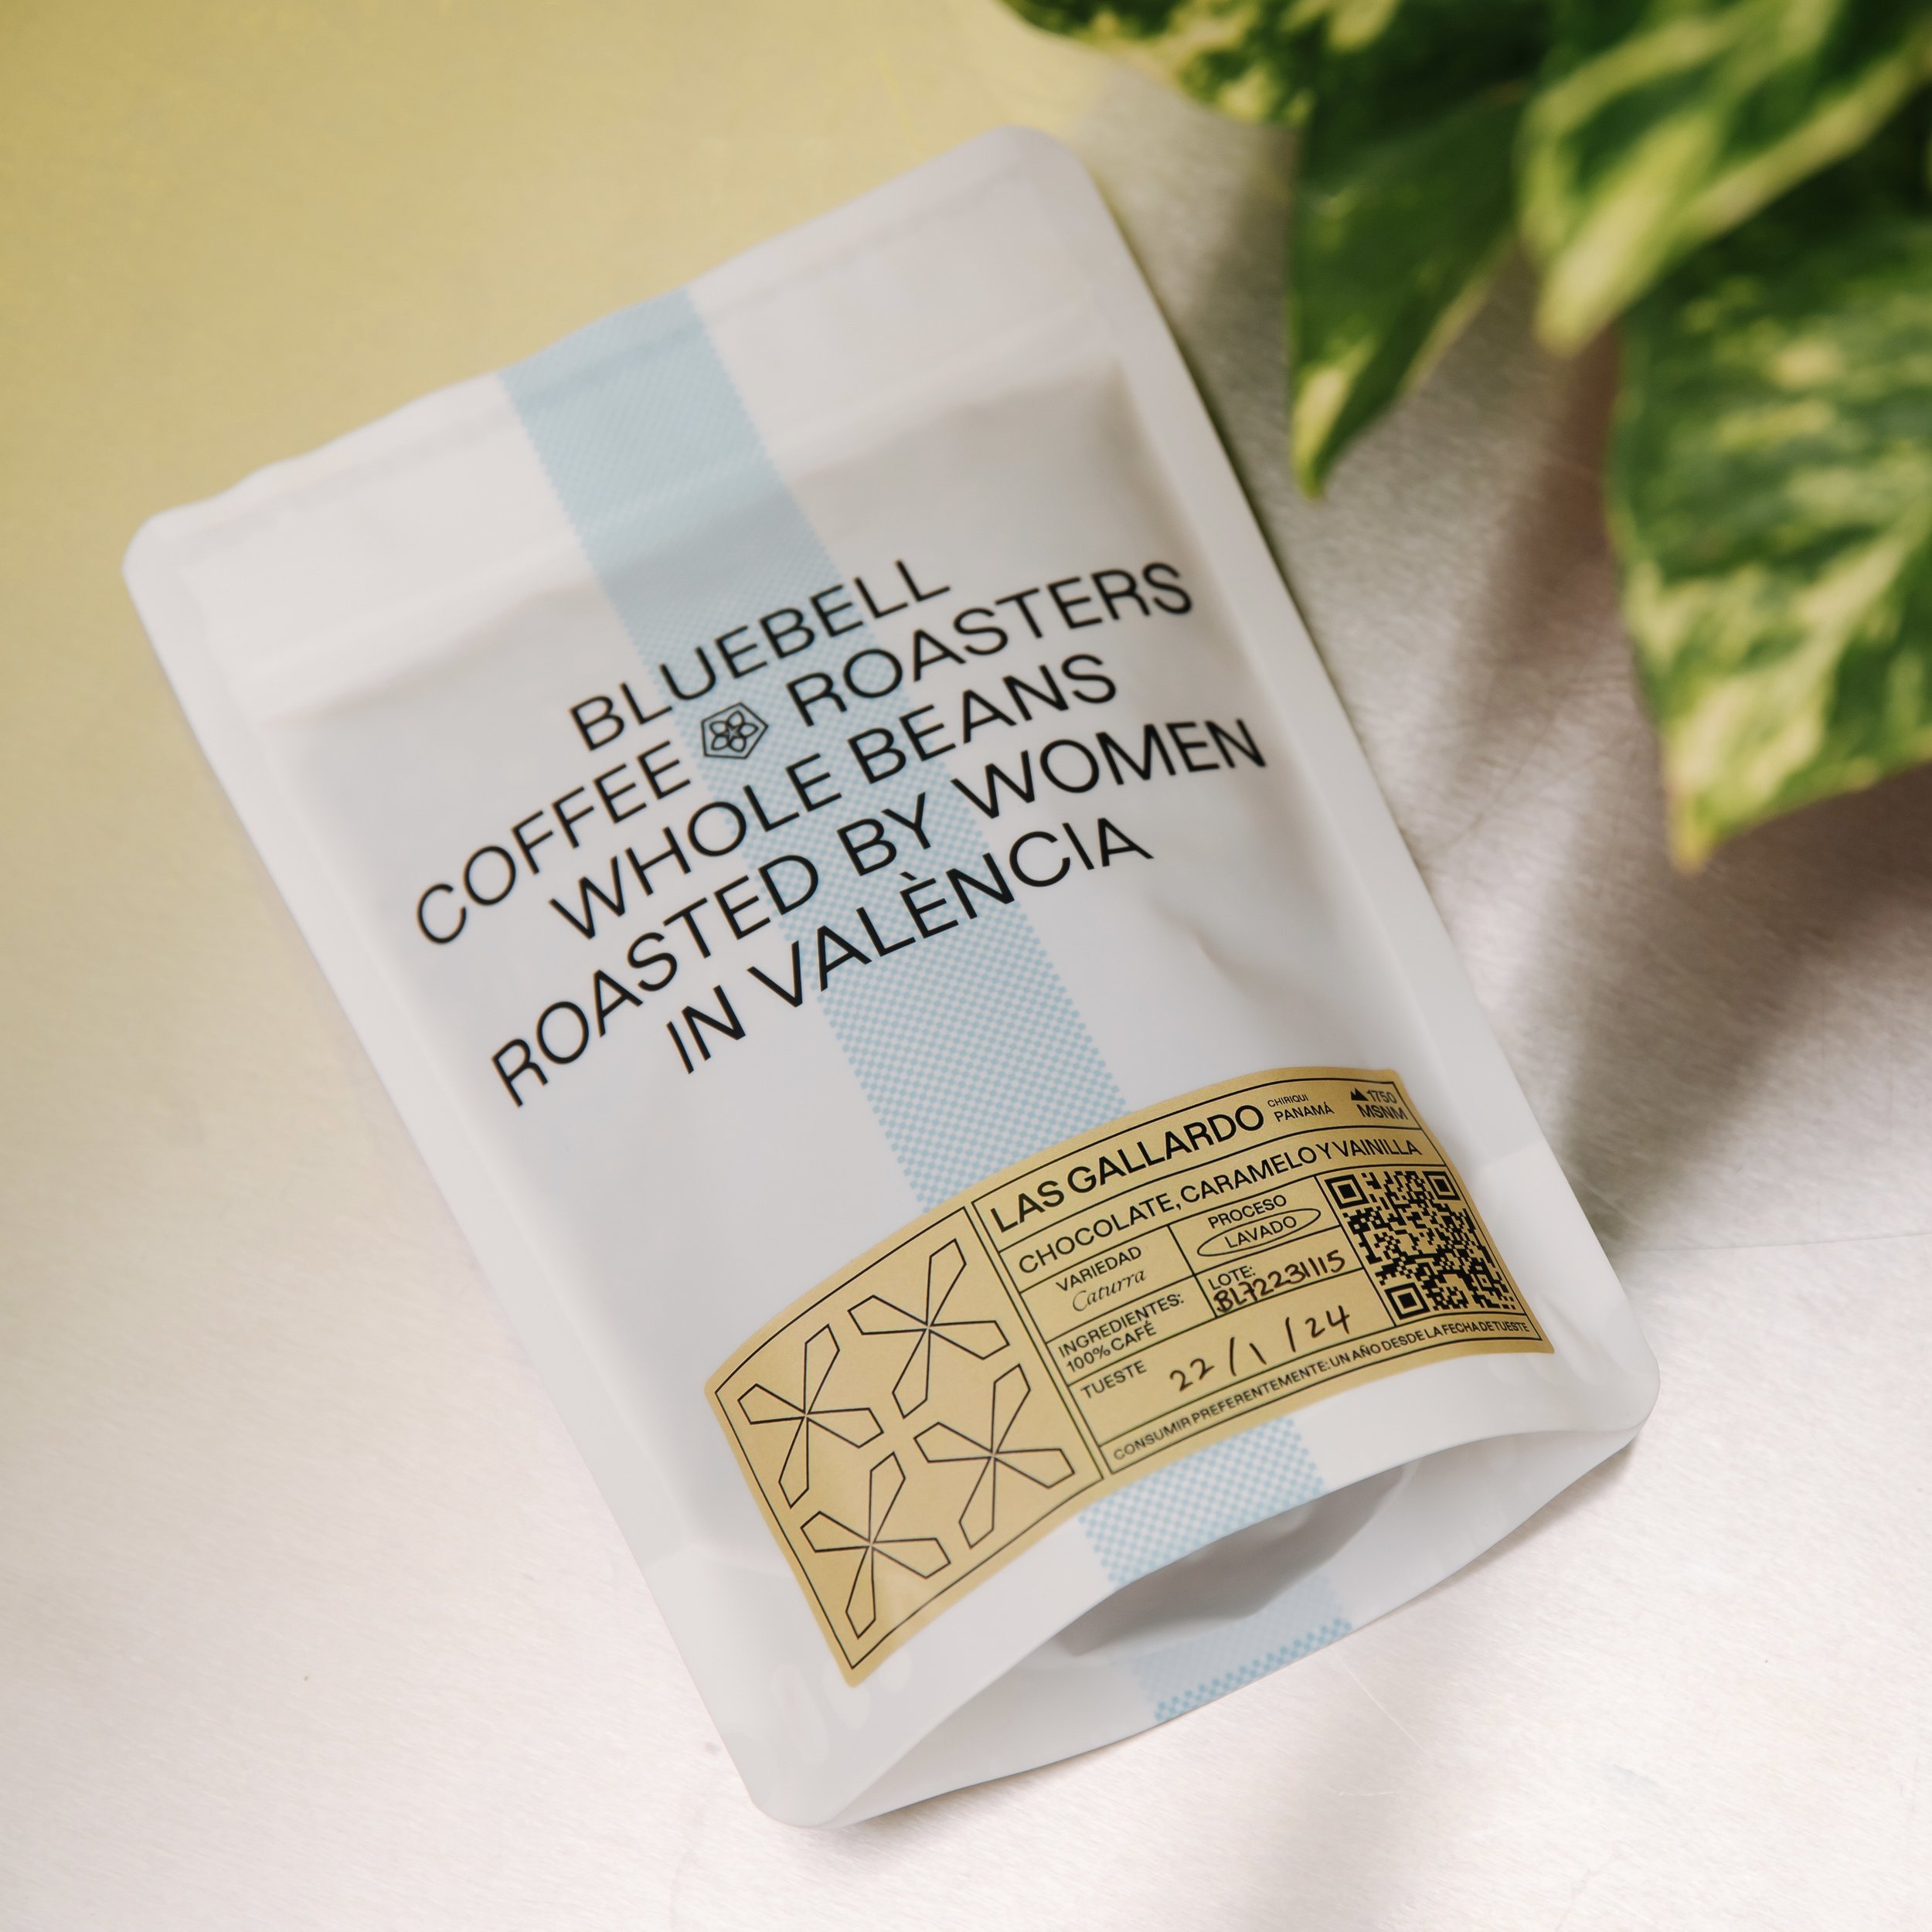 BLUEBELL
COFFEE ROASTERS
WHOLE BEANS
ROASTED BY WOMEN
IN VALÈNCIA
LAS GALLARDO
CHIRIQUI
PANAMÁ
1750
MSNM
CHOCOLATE, CARAMELO Y VAINILLA
VARIEDAD
Caturra
PROCESO
LAVADO
INGREDIENTES:
100% CAFÉ
LOTE:
BL72231115
TUESTE
22/1/24
CONSUMIR PREFERENTEMENTE: UN AÑO DESDE LA FECHA DE TUESTE